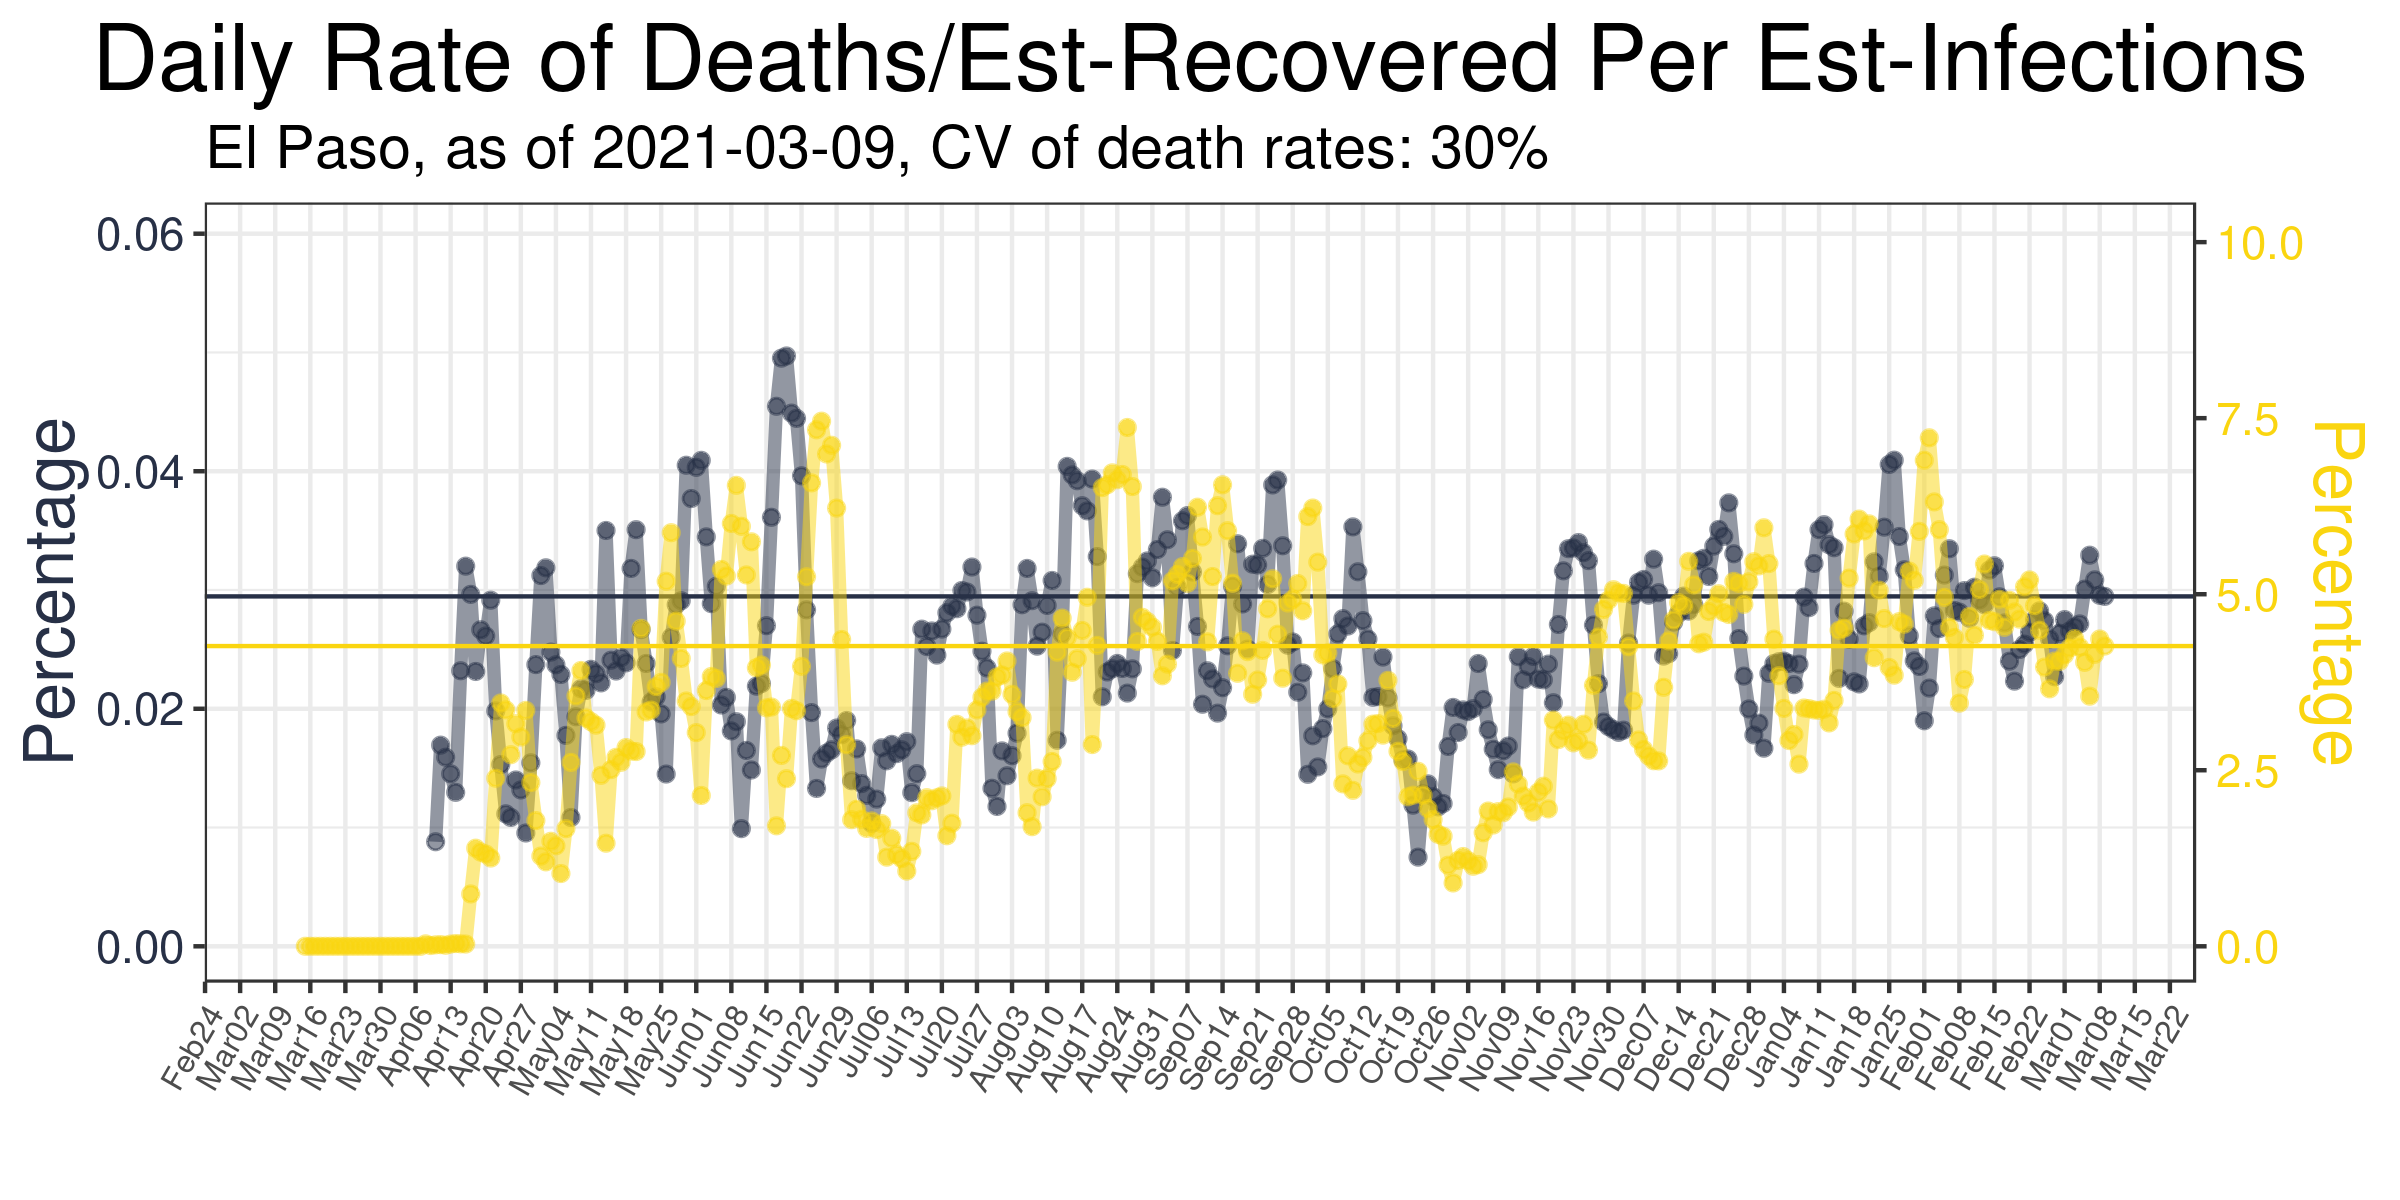 Daily Rate of Deaths/Est-Recovered Per Est-Infections
El Paso, as of 2021-03-09, CV of death rates: 30%
Percentage
0.06
0.04
0.02
0.00
10.0
7.5
5.0
2.5
0.0
Percentage
Feb24
Mar02
Mar09
Mar16
Mar23
Mar30
Apr06
Apr13
Apr20
Apr27
May04
May11
May18
May25
Jun01
Jun08
Jun15
Jun22
Jun29
Jul06
Jul13
Jul20
Jul27
Aug03
Aug10
Aug17
Aug24
Aug31
Sep07
Sep14
Sep21
Sep28
Oct05
Oct12
Oct19
Oct26
Nov02
Nov09
Nov16
Nov23
Nov30
Dec07
Dec14
Dec21
Dec28
Jan04
Jan11
Jan18
Jan25
Feb01
Feb08
Feb15
Feb22
Mar01
Mar08
Mar15
Mar22